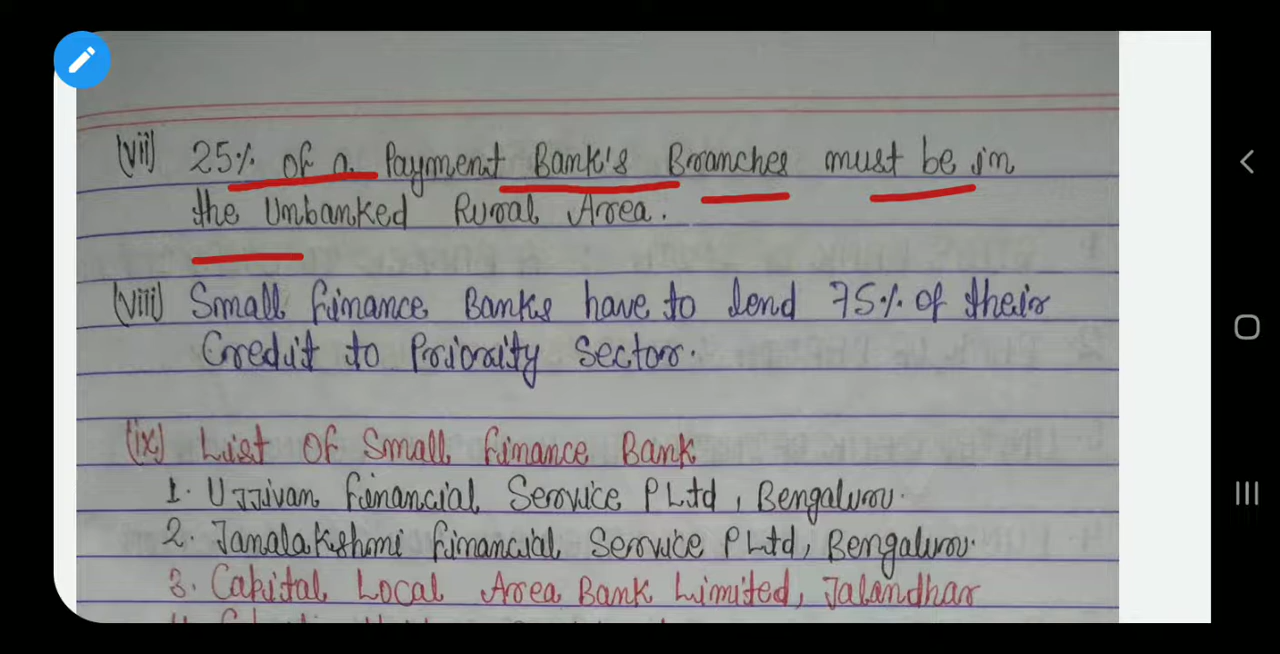 (vii) 25% of a Payment Bank's Branches must be in
the Unbanked Rural Area.
(viii) Small finance Banks have to lend 75% of their
Credit to Priority Sector.
(ix) List of Small finance Bank
1. Ujjivan financial Service P Ltd, Bengaluru.
2. Janalakshmi financial Service P Ltd, Bengaluru.
3. Capital Local Area Bank Limited, Jalandhar